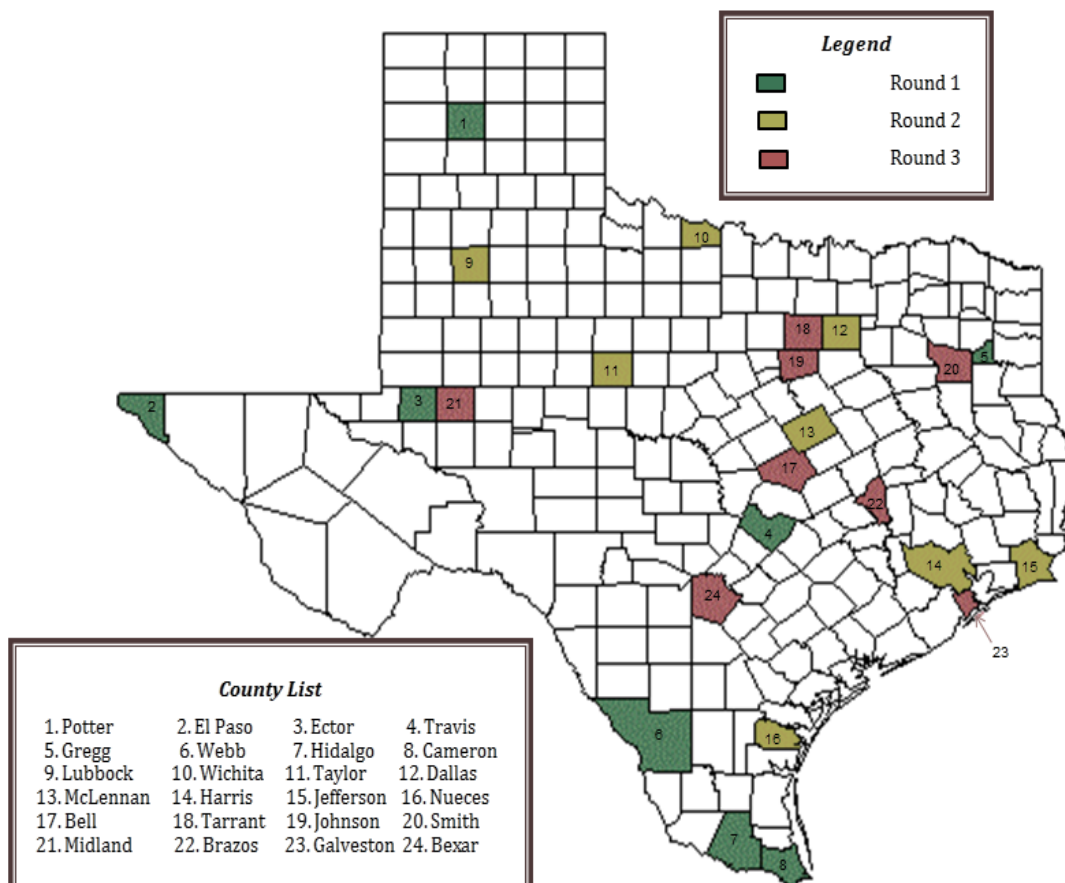 Legend
Round 1
Round 2
Round 3
1
10
9
18
12
11
19
5
20
2
3
21
13
17
22
4
14
15
24
23
6
16
7
8
County List
1. Potter 2. El Paso 3. Ector 4. Travis
5. Gregg 6. Webb 7. Hidalgo 8. Cameron
9. Lubbock 10. Wichita 11. Taylor 12. Dallas
13. McLennan 14. Harris 15. Jefferson 16. Nueces
17. Bell 18. Tarrant 19. Johnson 20. Smith
21. Midland 22. Brazos 23. Galveston 24. Bexar